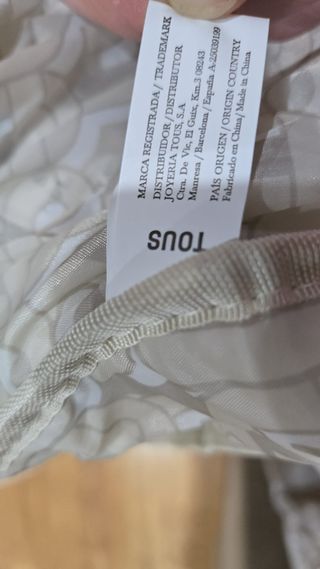 MARCA REGISTRADA / TRADEMARK
DISTRIBUIDOR / DISTRIBUTOR
JOYERIA TOUS, S.A.
Ctra. De Vic, El Guix, Km.3 08243
Manresa / Barcelona / España. A-25039199
PAÍS ORIGEN / ORIGIN COUNTRY
Fabricado en China / Made in China
TOUS